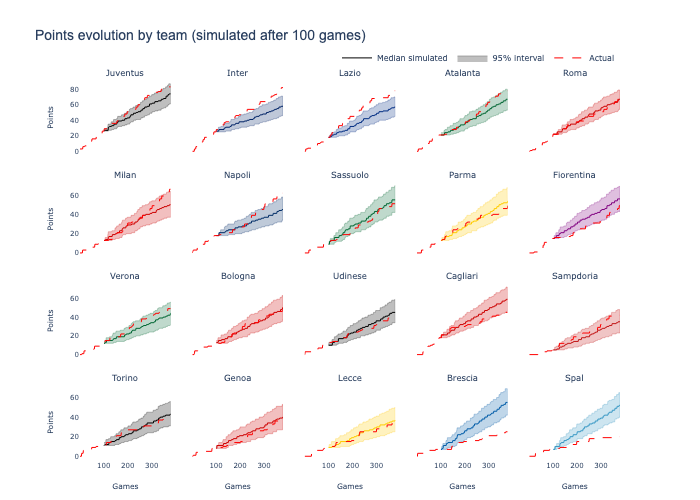 Points evolution by team (simulated after 100 games)
Median simulated 95% interval Actual
Juventus Inter Lazio Atalanta Roma
80
60
40
20
0
Points
Milan Napoli Sassuolo Parma Fiorentina
60
40
20
0
Points
Verona Bologna Udinese Cagliari Sampdoria
60
40
20
0
Points
Torino Genoa Lecce Brescia Spal
60
40
20
0
Points
100 200 300 100 200 300 100 200 300 100 200 300 100 200 300
Games Games Games Games Games